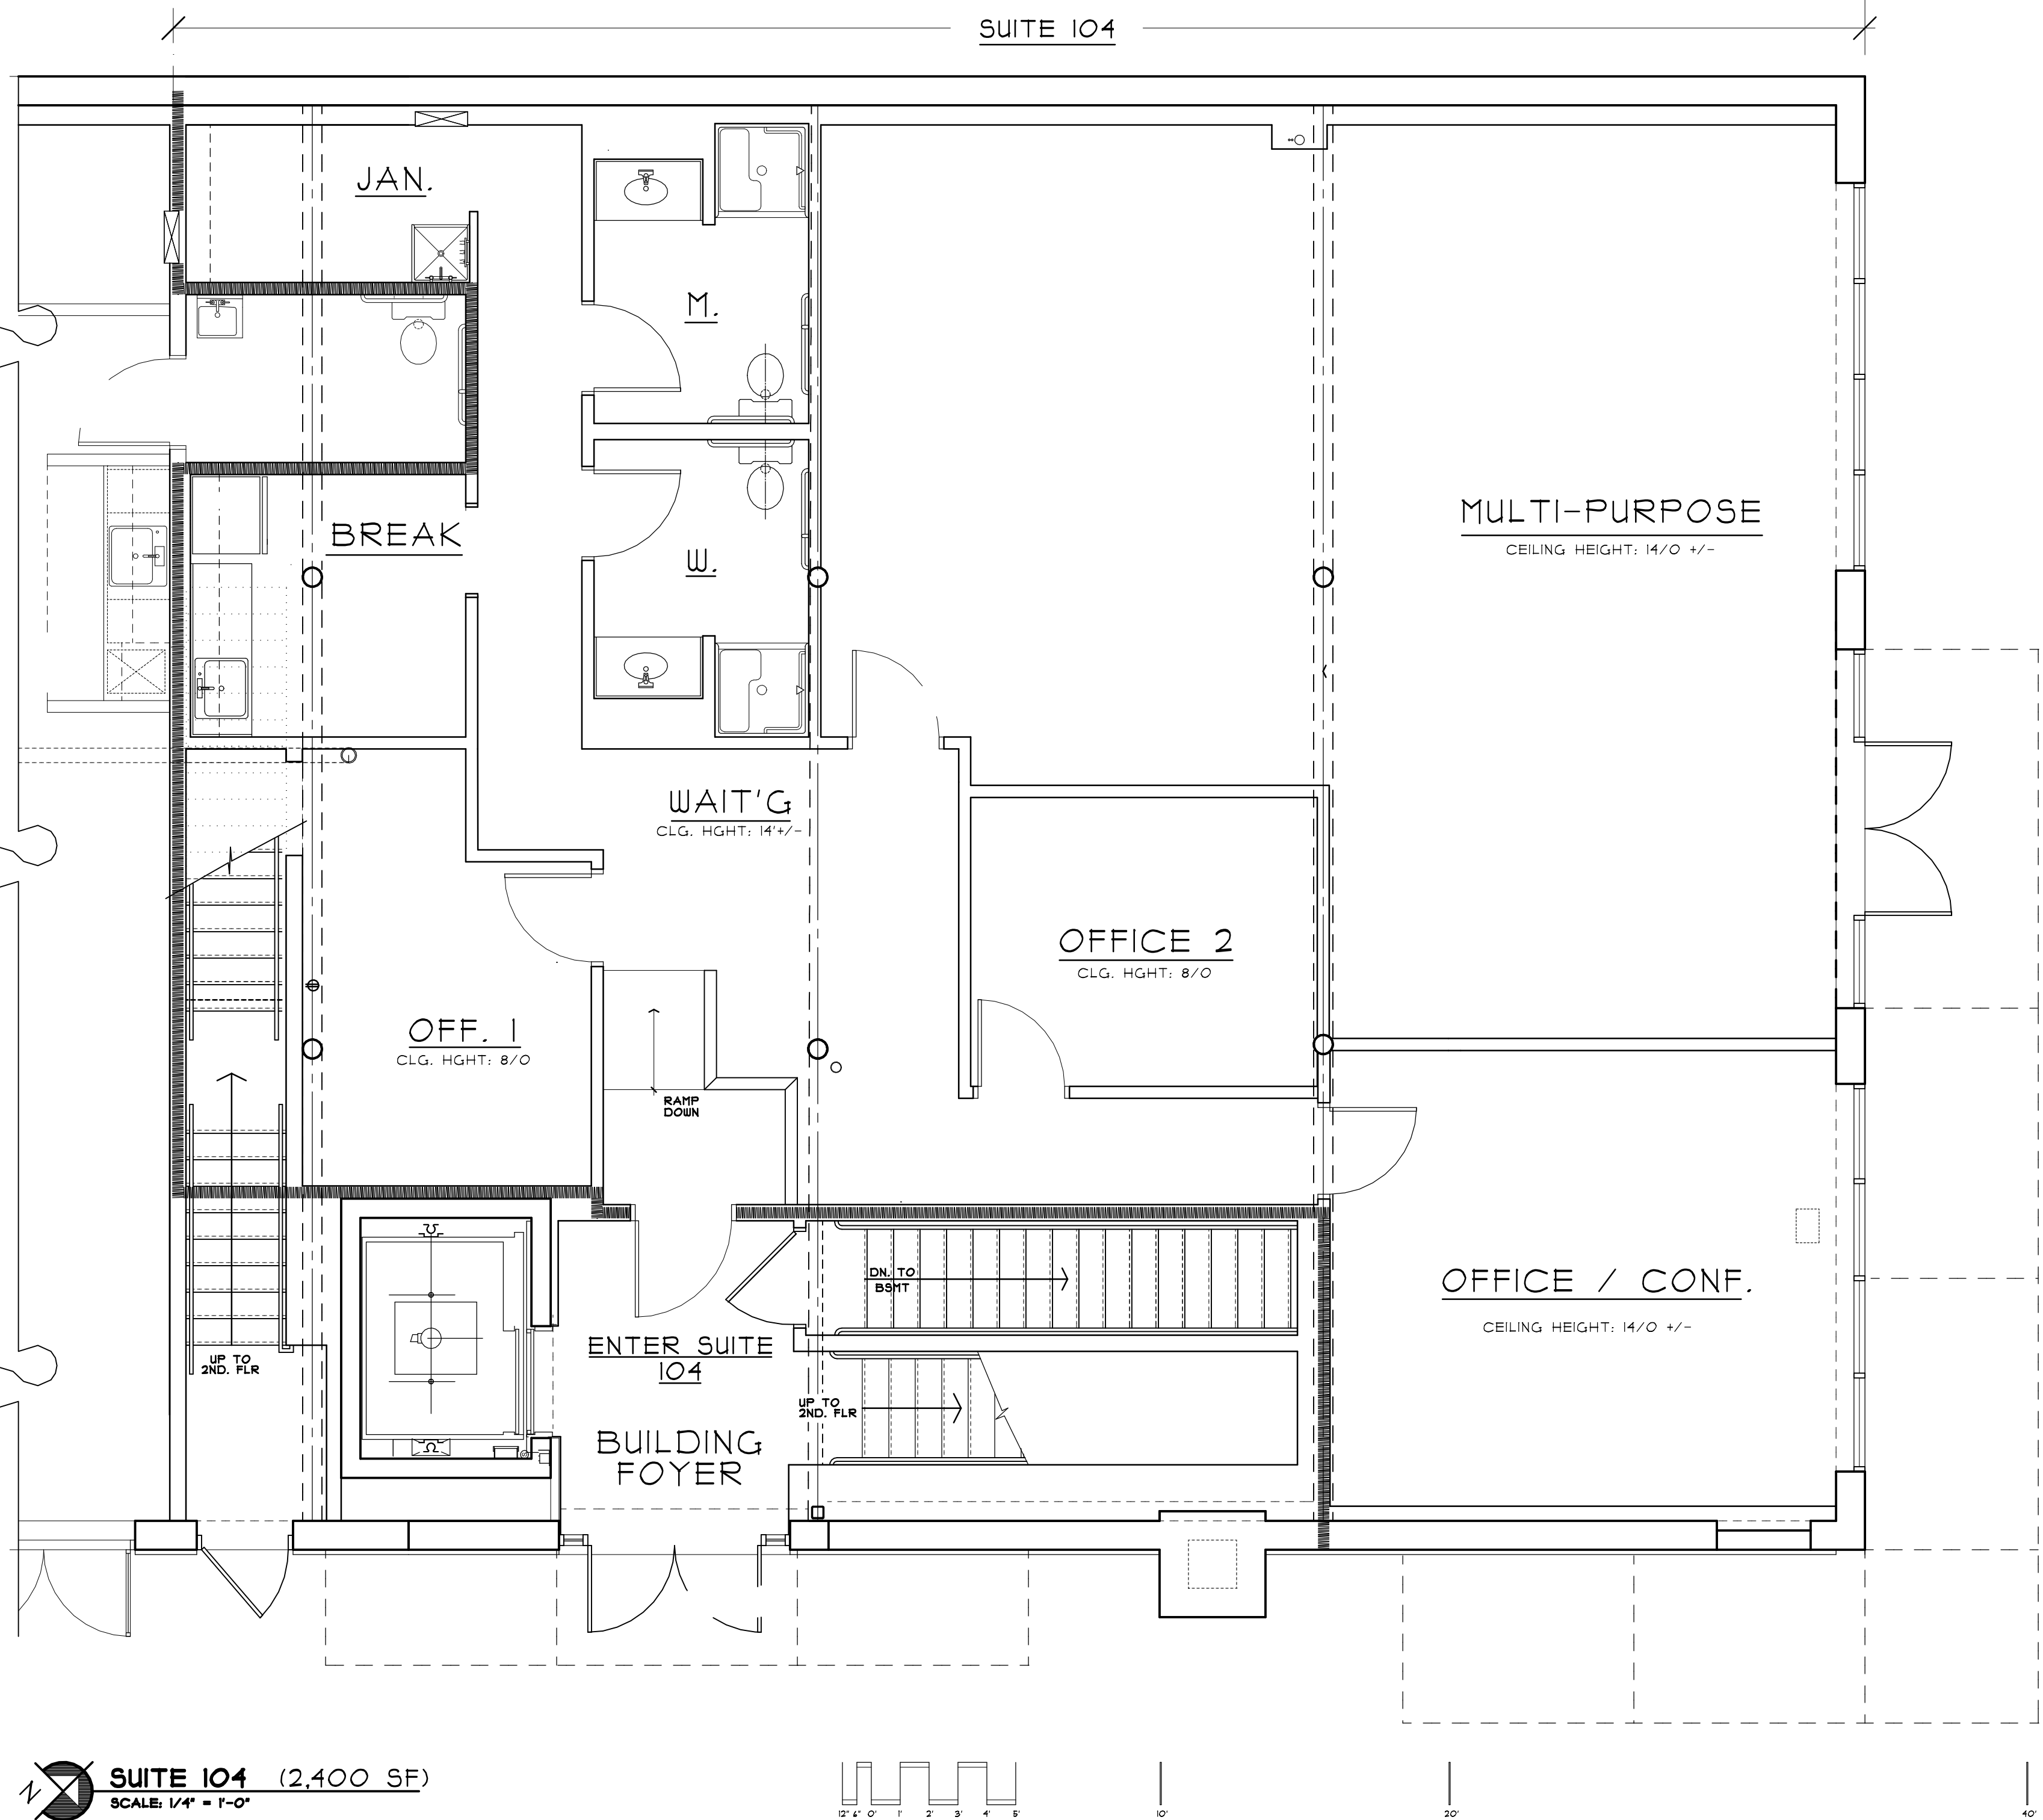 SUITE 104
JAN.
M.
BREAK
W.
MULTI-PURPOSE
CEILING HEIGHT: 14/0 +/-
WAIT'G
CLG. HGHT: 14'+/-
OFFICE 2
CLG. HGHT: 8/0
OFF. 1
CLG. HGHT: 8/0
RAMP
DOWN
DN. TO
BSMT
OFFICE / CONF.
CEILING HEIGHT: 14/0 +/-
ENTER SUITE
104
UP TO
2ND. FLR
UP TO
2ND. FLR
BUILDING
FOYER
N
SUITE 104 (2,400 SF)
SCALE: 1/4" = 1'-0"
12" 6" 0' 1' 2' 3' 4' 5' 10' 20' 40'